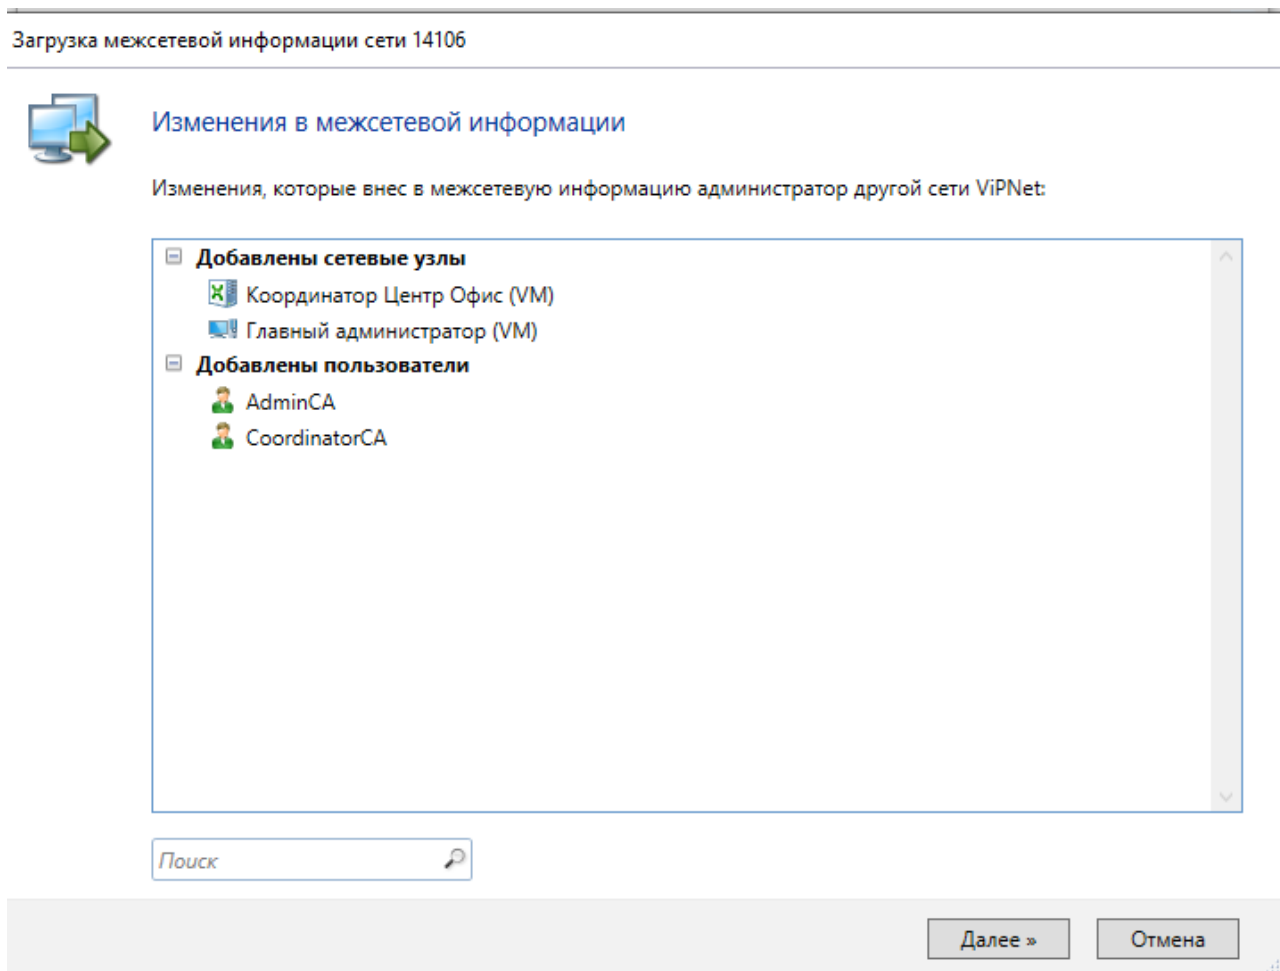 Загрузка межсетевой информации сети 14106
Изменения в межсетевой информации
Изменения, которые внес в межсетевую информацию администратор другой сети ViPNet:
Добавлены сетевые узлы
Координатор Центр Офис (VM)
Главный администратор (VM)
Добавлены пользователи
AdminCA
CoordinatorCA
Поиск
Далее »
Отмена